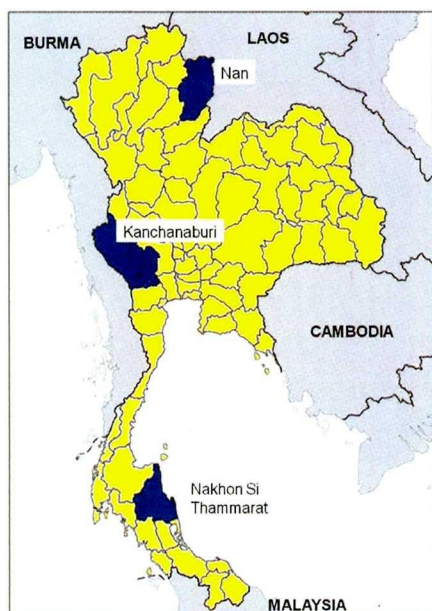 BURMA
LAOS
Nan
Kanchanaburi
CAMBODIA
Nakhon Si
Thammarat
MALAYSIA